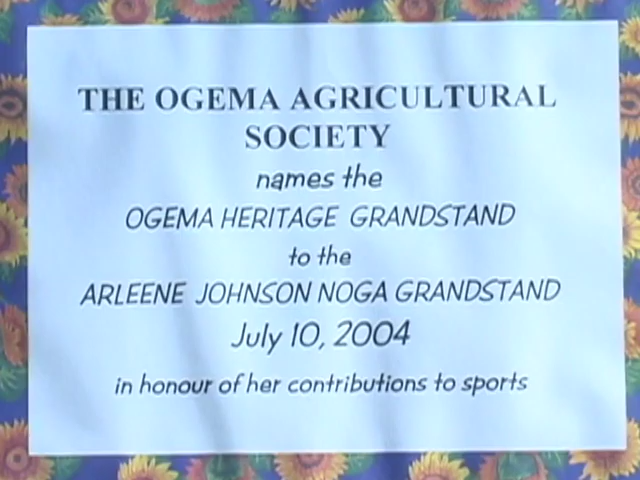 THE OGEMA AGRICULTURAL
SOCIETY
names the
OGEMA HERITAGE GRANDSTAND
to the
ARLEENE JOHNSON NOGA GRANDSTAND
July 10, 2004
in honour of her contributions to sports